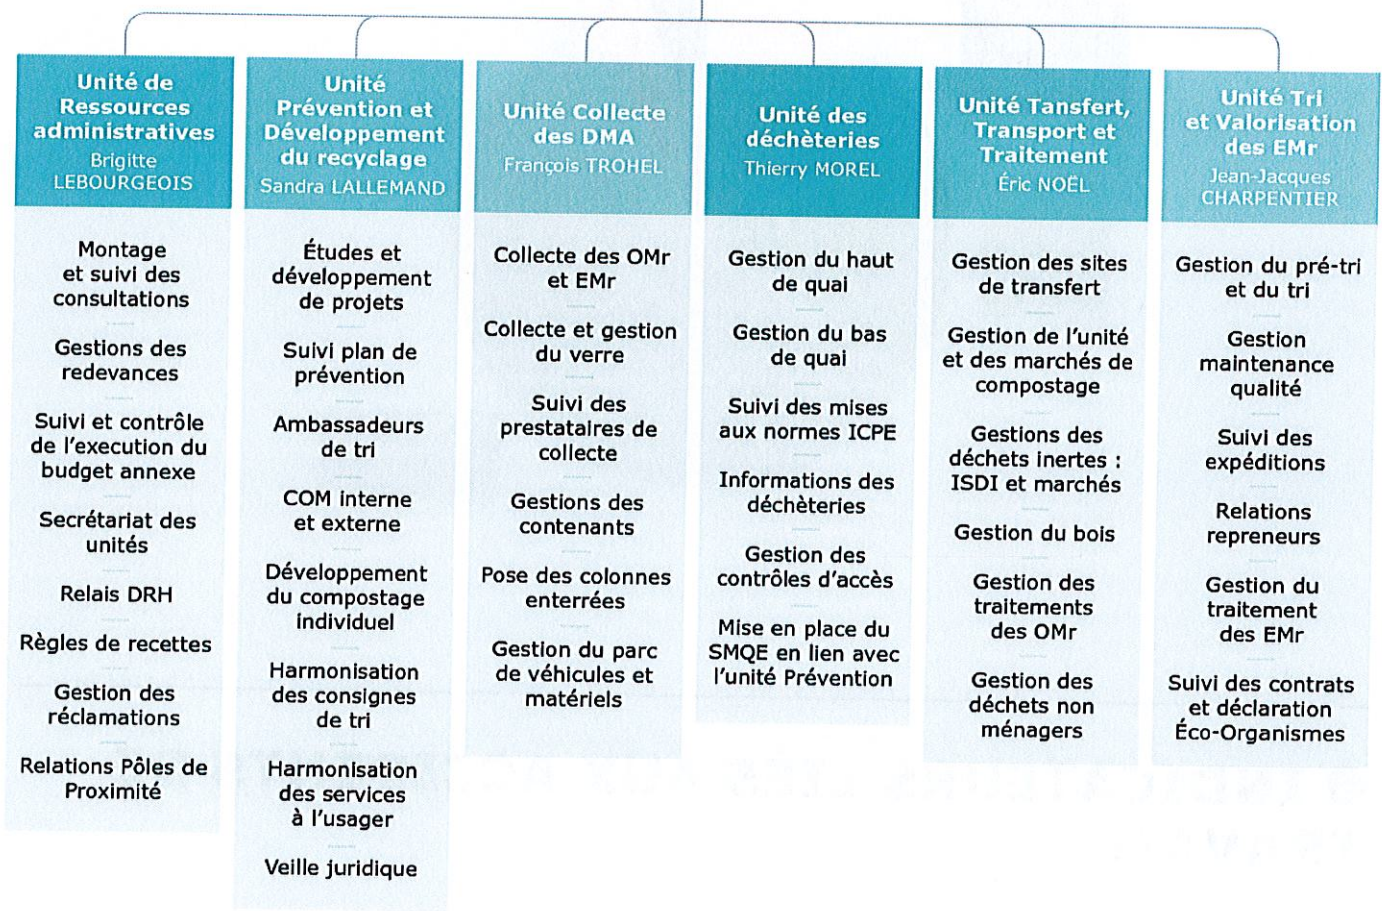 Unité de
Ressources
administratives
Brigitte
LEBOURGEOIS
Montage
et suivi des
consultations
Gestions des
redevances
Suivi et contrôle
de l'execution du
budget annexe
Secrétariat des
unités
Relais DRH
Règles de recettes
Gestion des
réclamations
Relations Pôles de
Proximité
Unité
Prévention et
Développement
du recyclage
Sandra LALLEMAND
Études et
développement
de projets
Suivi plan de
prévention
Ambassadeurs
de tri
COM interne
et externe
Développement
du compostage
individuel
Harmonisation
des consignes
de tri
Harmonisation
des services
à l'usager
Veille juridique
Unité Collecte
des DMA
François TROHEL
Collecte des OMr
et EMr
Collecte et gestion
du verre
Suivi des
prestataires de
collecte
Gestions des
contenants
Pose des colonnes
enterrées
Gestion du parc
de véhicules et
matériels
Unité des
déchèteries
Thierry MOREL
Gestion du haut
de quai
Gestion du bas
de quai
Suivi des mises
aux normes ICPE
Informations des
déchèteries
Gestion des
contrôles d'accès
Mise en place du
SMQE en lien avec
l'unité Prévention
Unité Tansfert,
Transport et
Traitement
Éric NOËL
Gestion des sites
de transfert
Gestion de l'unité
et des marchés de
compostage
Gestions des
déchets inertes :
ISDI et marchés
Gestion du bois
Gestion des
traitements
des OMr
Gestion des
déchets non
ménagers
Unité Tri
et Valorisation
des EMr
Jean-Jacques
CHARPENTIER
Gestion du pré-tri
et du tri
Gestion
maintenance
qualité
Suivi des
expéditions
Relations
repreneurs
Gestion du
traitement
des EMr
Suivi des contrats
et déclaration
Éco-Organismes